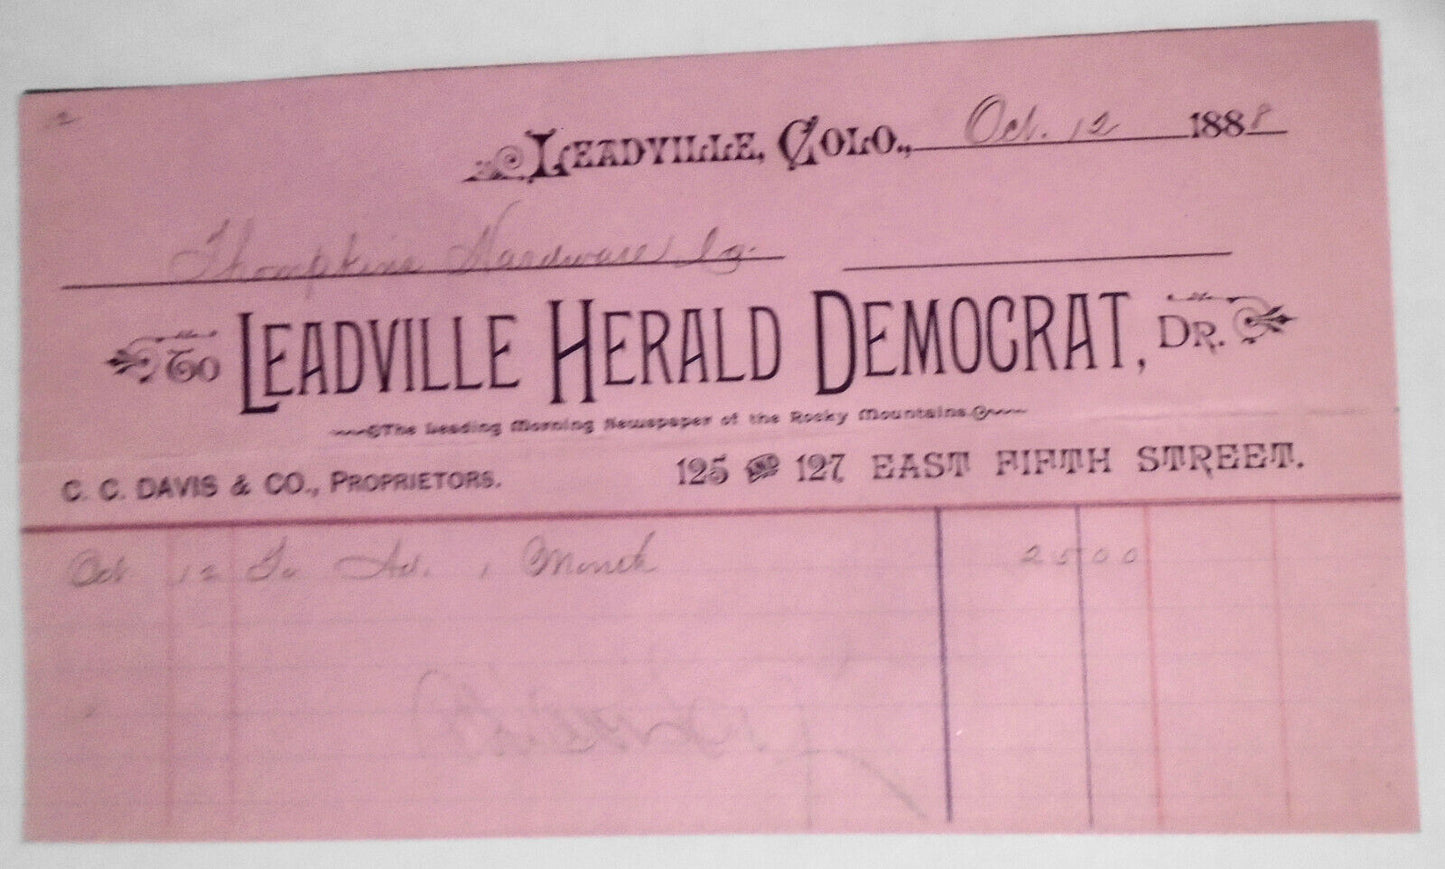 Leadville, Colo., Oct. 12 1888
Thompkins Hardware Co.
To Leadville Herald Democrat, Dr.
The Leading Morning Newspaper of the Rocky Mountains.
C. C. Davis & Co., Proprietors. 125 and 127 East Fifth Street.
Oct 12 To Ad. 1 Month 25 00